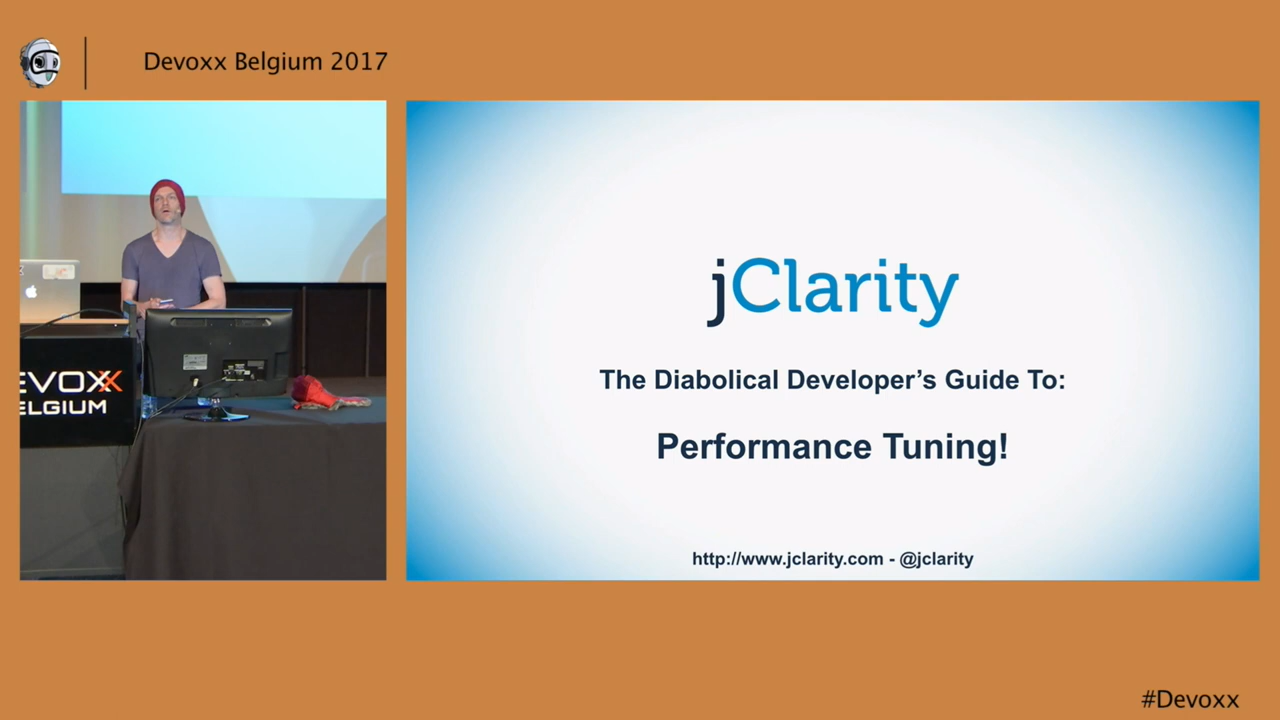 Devoxx Belgium 2017
EVOXX
ELGIUM
jClarity
The Diabolical Developer’s Guide To:
Performance Tuning!
http://www.jclarity.com - @jclarity
#Devoxx